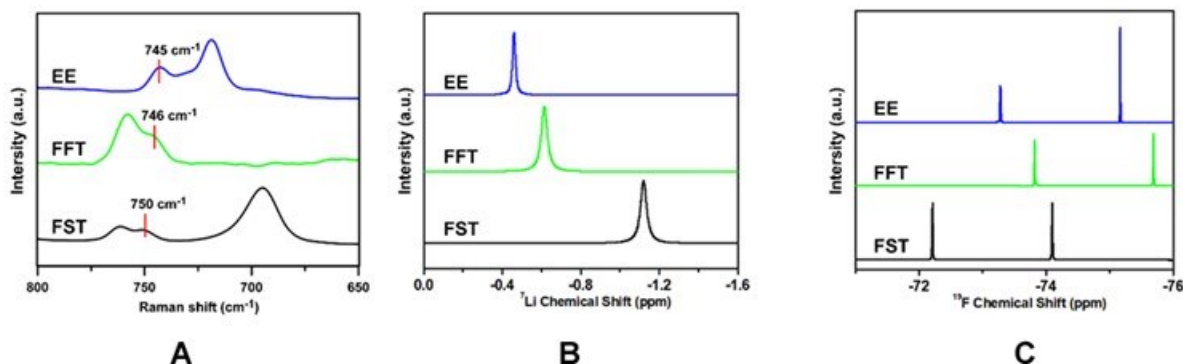 Intersity (a.u.)
745 cm⁻¹
EE
746 cm⁻¹
FFT
750 cm⁻¹
FST
800 750 700 650
Raman shift (cm⁻¹)
A
Intersity (a.u.)
EE
FFT
FST
0.0 -0.4 -0.8 -1.2 -1.6
⁷Li Chemical Shift (ppm)
B
Intersity (a.u.)
EE
FFT
FST
-72 -74 -76
¹⁹F Chemical Shift (ppm)
C